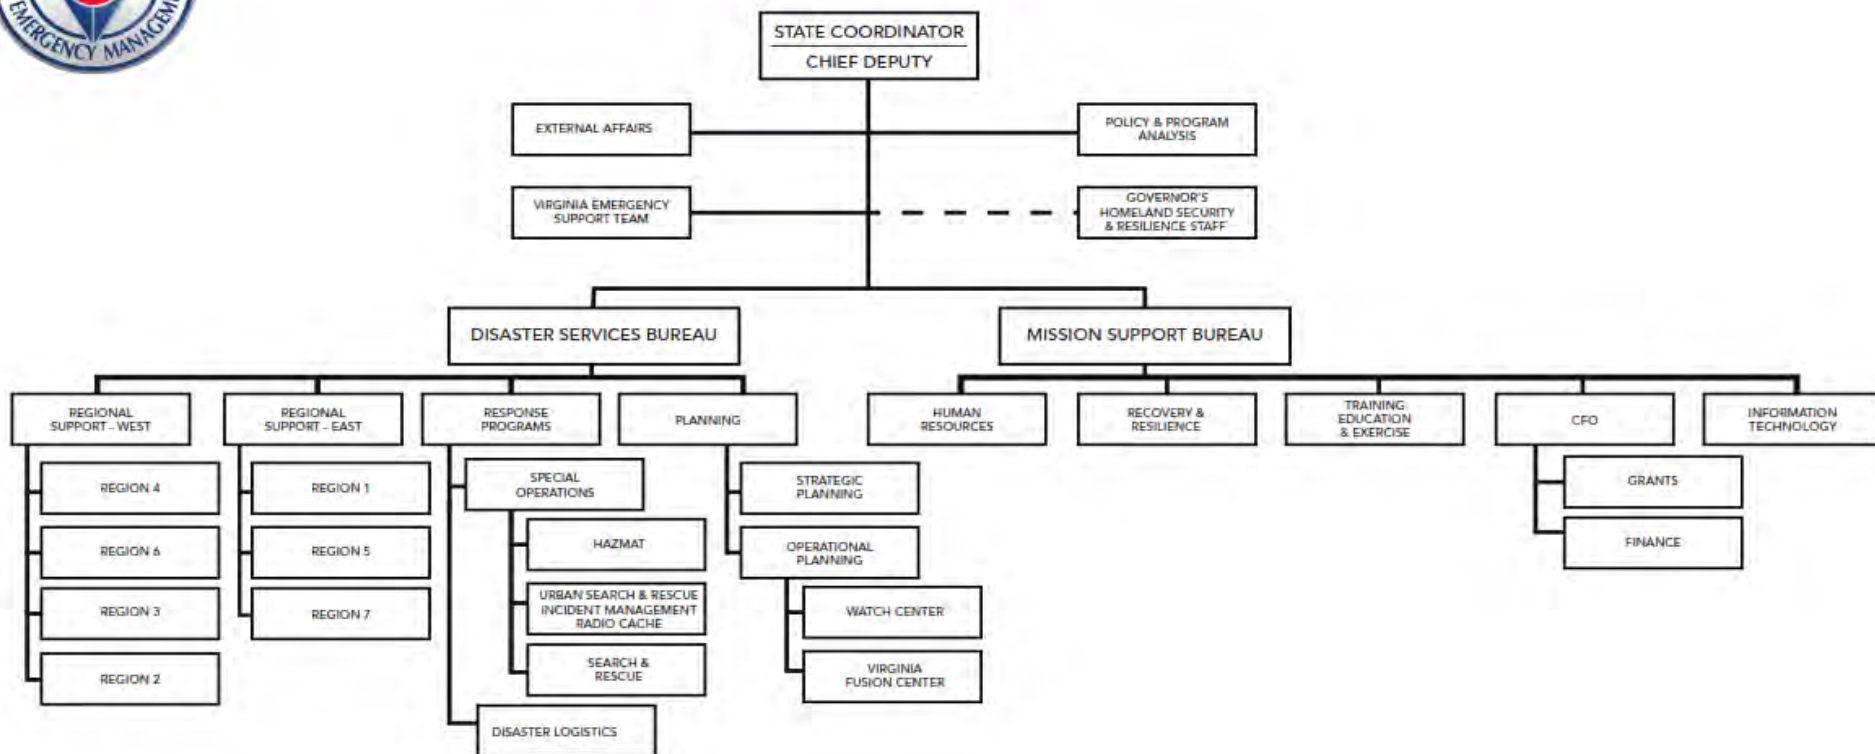 EMERGENCY MANAGEM
STATE COORDINATOR
CHIEF DEPUTY
EXTERNAL AFFAIRS
POLICY & PROGRAM
ANALYSIS
VIRGINIA EMERGENCY
SUPPORT TEAM
GOVERNOR'S
HOMELAND SECURITY
& RESILIENCE STAFF
DISASTER SERVICES BUREAU
MISSION SUPPORT BUREAU
REGIONAL
SUPPORT - WEST
REGIONAL
SUPPORT - EAST
RESPONSE
PROGRAMS
PLANNING
HUMAN
RESOURCES
RECOVERY &
RESILIENCE
TRAINING
EDUCATION
& EXERCISE
CFO
INFORMATION
TECHNOLOGY
REGION 4
REGION 6
REGION 3
REGION 2
REGION 1
REGION 5
REGION 7
SPECIAL
OPERATIONS
HAZMAT
URBAN SEARCH & RESCUE
INCIDENT MANAGEMENT
RADIO CACHE
SEARCH &
RESCUE
DISASTER LOGISTICS
STRATEGIC
PLANNING
OPERATIONAL
PLANNING
WATCH CENTER
VIRGINIA
FUSION CENTER
GRANTS
FINANCE